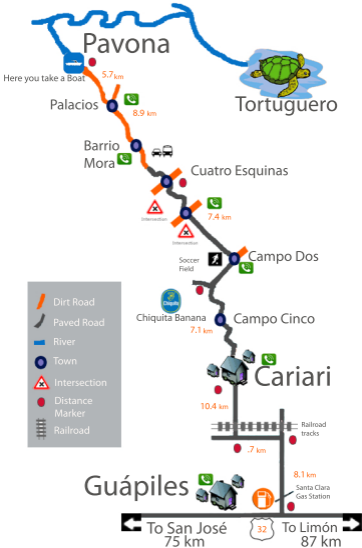 Pavona
Here you take a Boat
5.7 km
Tortuguero
Palacios
8.9 km
Barrio
Mora
Cuatro Esquinas
Intersection
7.4 km
Intersection
Soccer
Field
Campo Dos
Chiquita
Chiquita Banana
7.1 km
Campo Cinco
Dirt Road
Paved Road
River
Town
Intersection
Distance
Marker
Railroad
Cariari
10.4 km
Railroad
tracks
.7 km
8.1 km
Guápiles
Santa Clara
Gas Station
To San José
75 km
32
To Limón
87 km